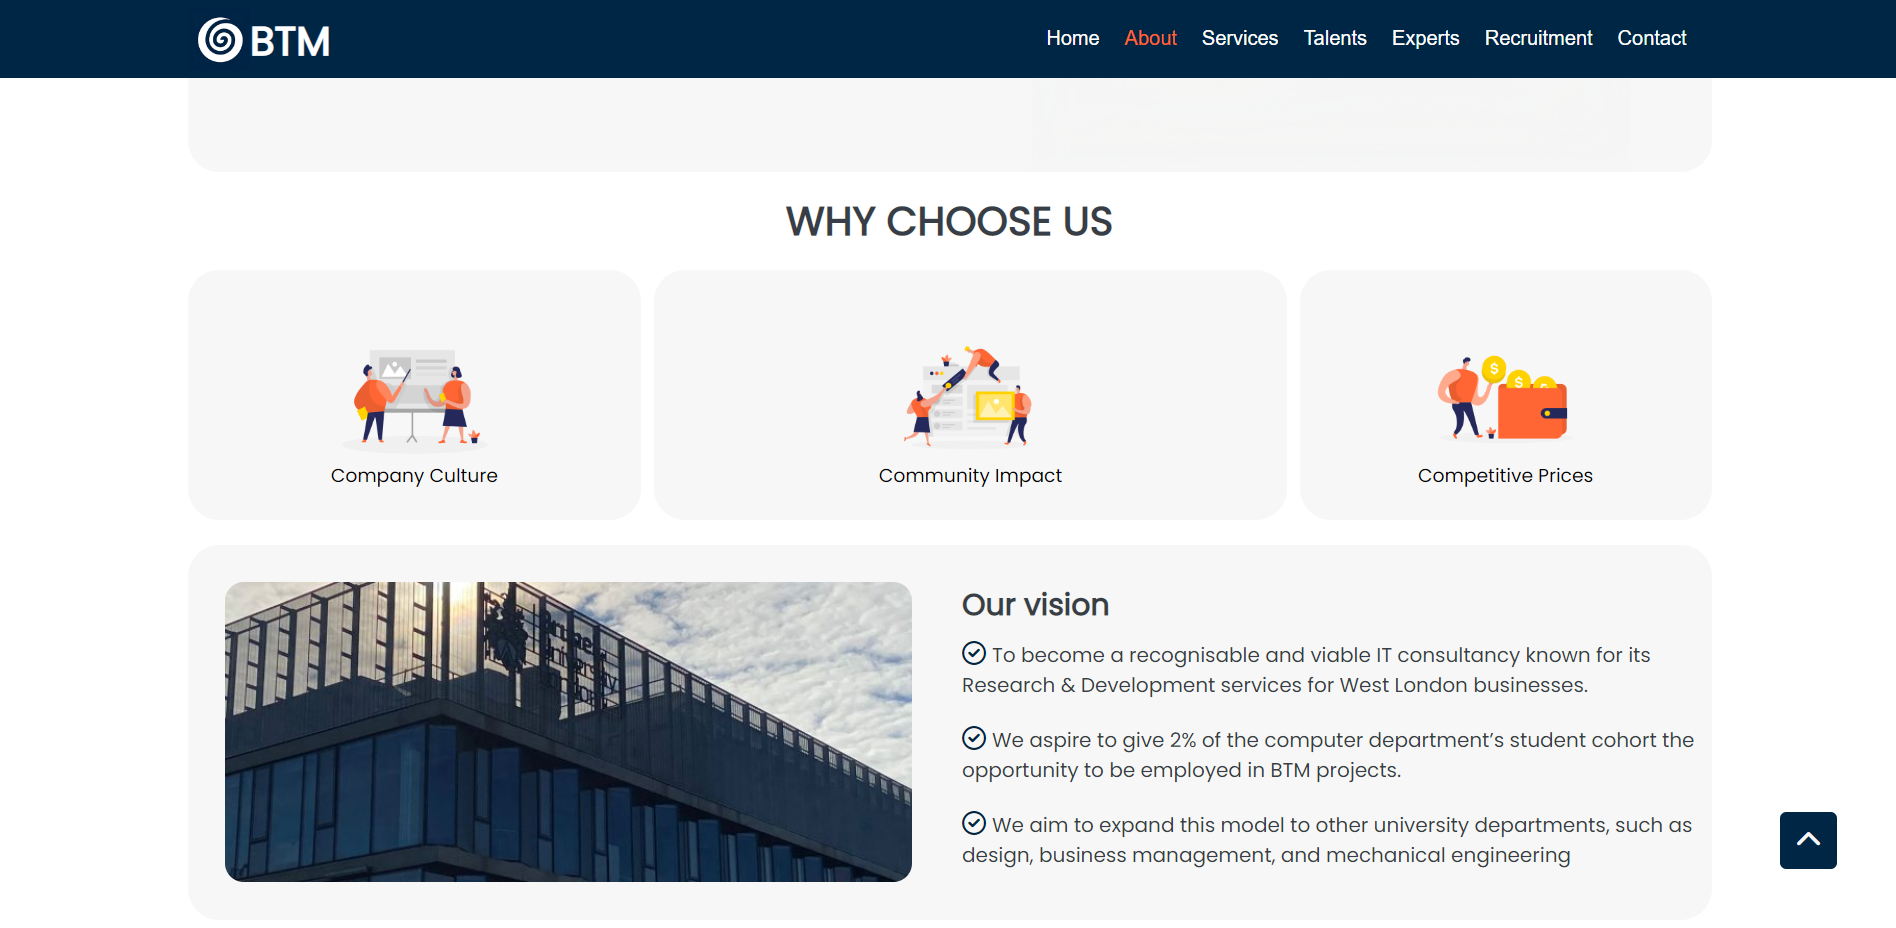 BTM
Home About Services Talents Experts Recruitment Contact
WHY CHOOSE US
Company Culture
Community Impact
Competitive Prices
Brunel
University
London
Our vision
To become a recognisable and viable IT consultancy known for its
Research & Development services for West London businesses.
We aspire to give 2% of the computer department’s student cohort the
opportunity to be employed in BTM projects.
We aim to expand this model to other university departments, such as
design, business management, and mechanical engineering